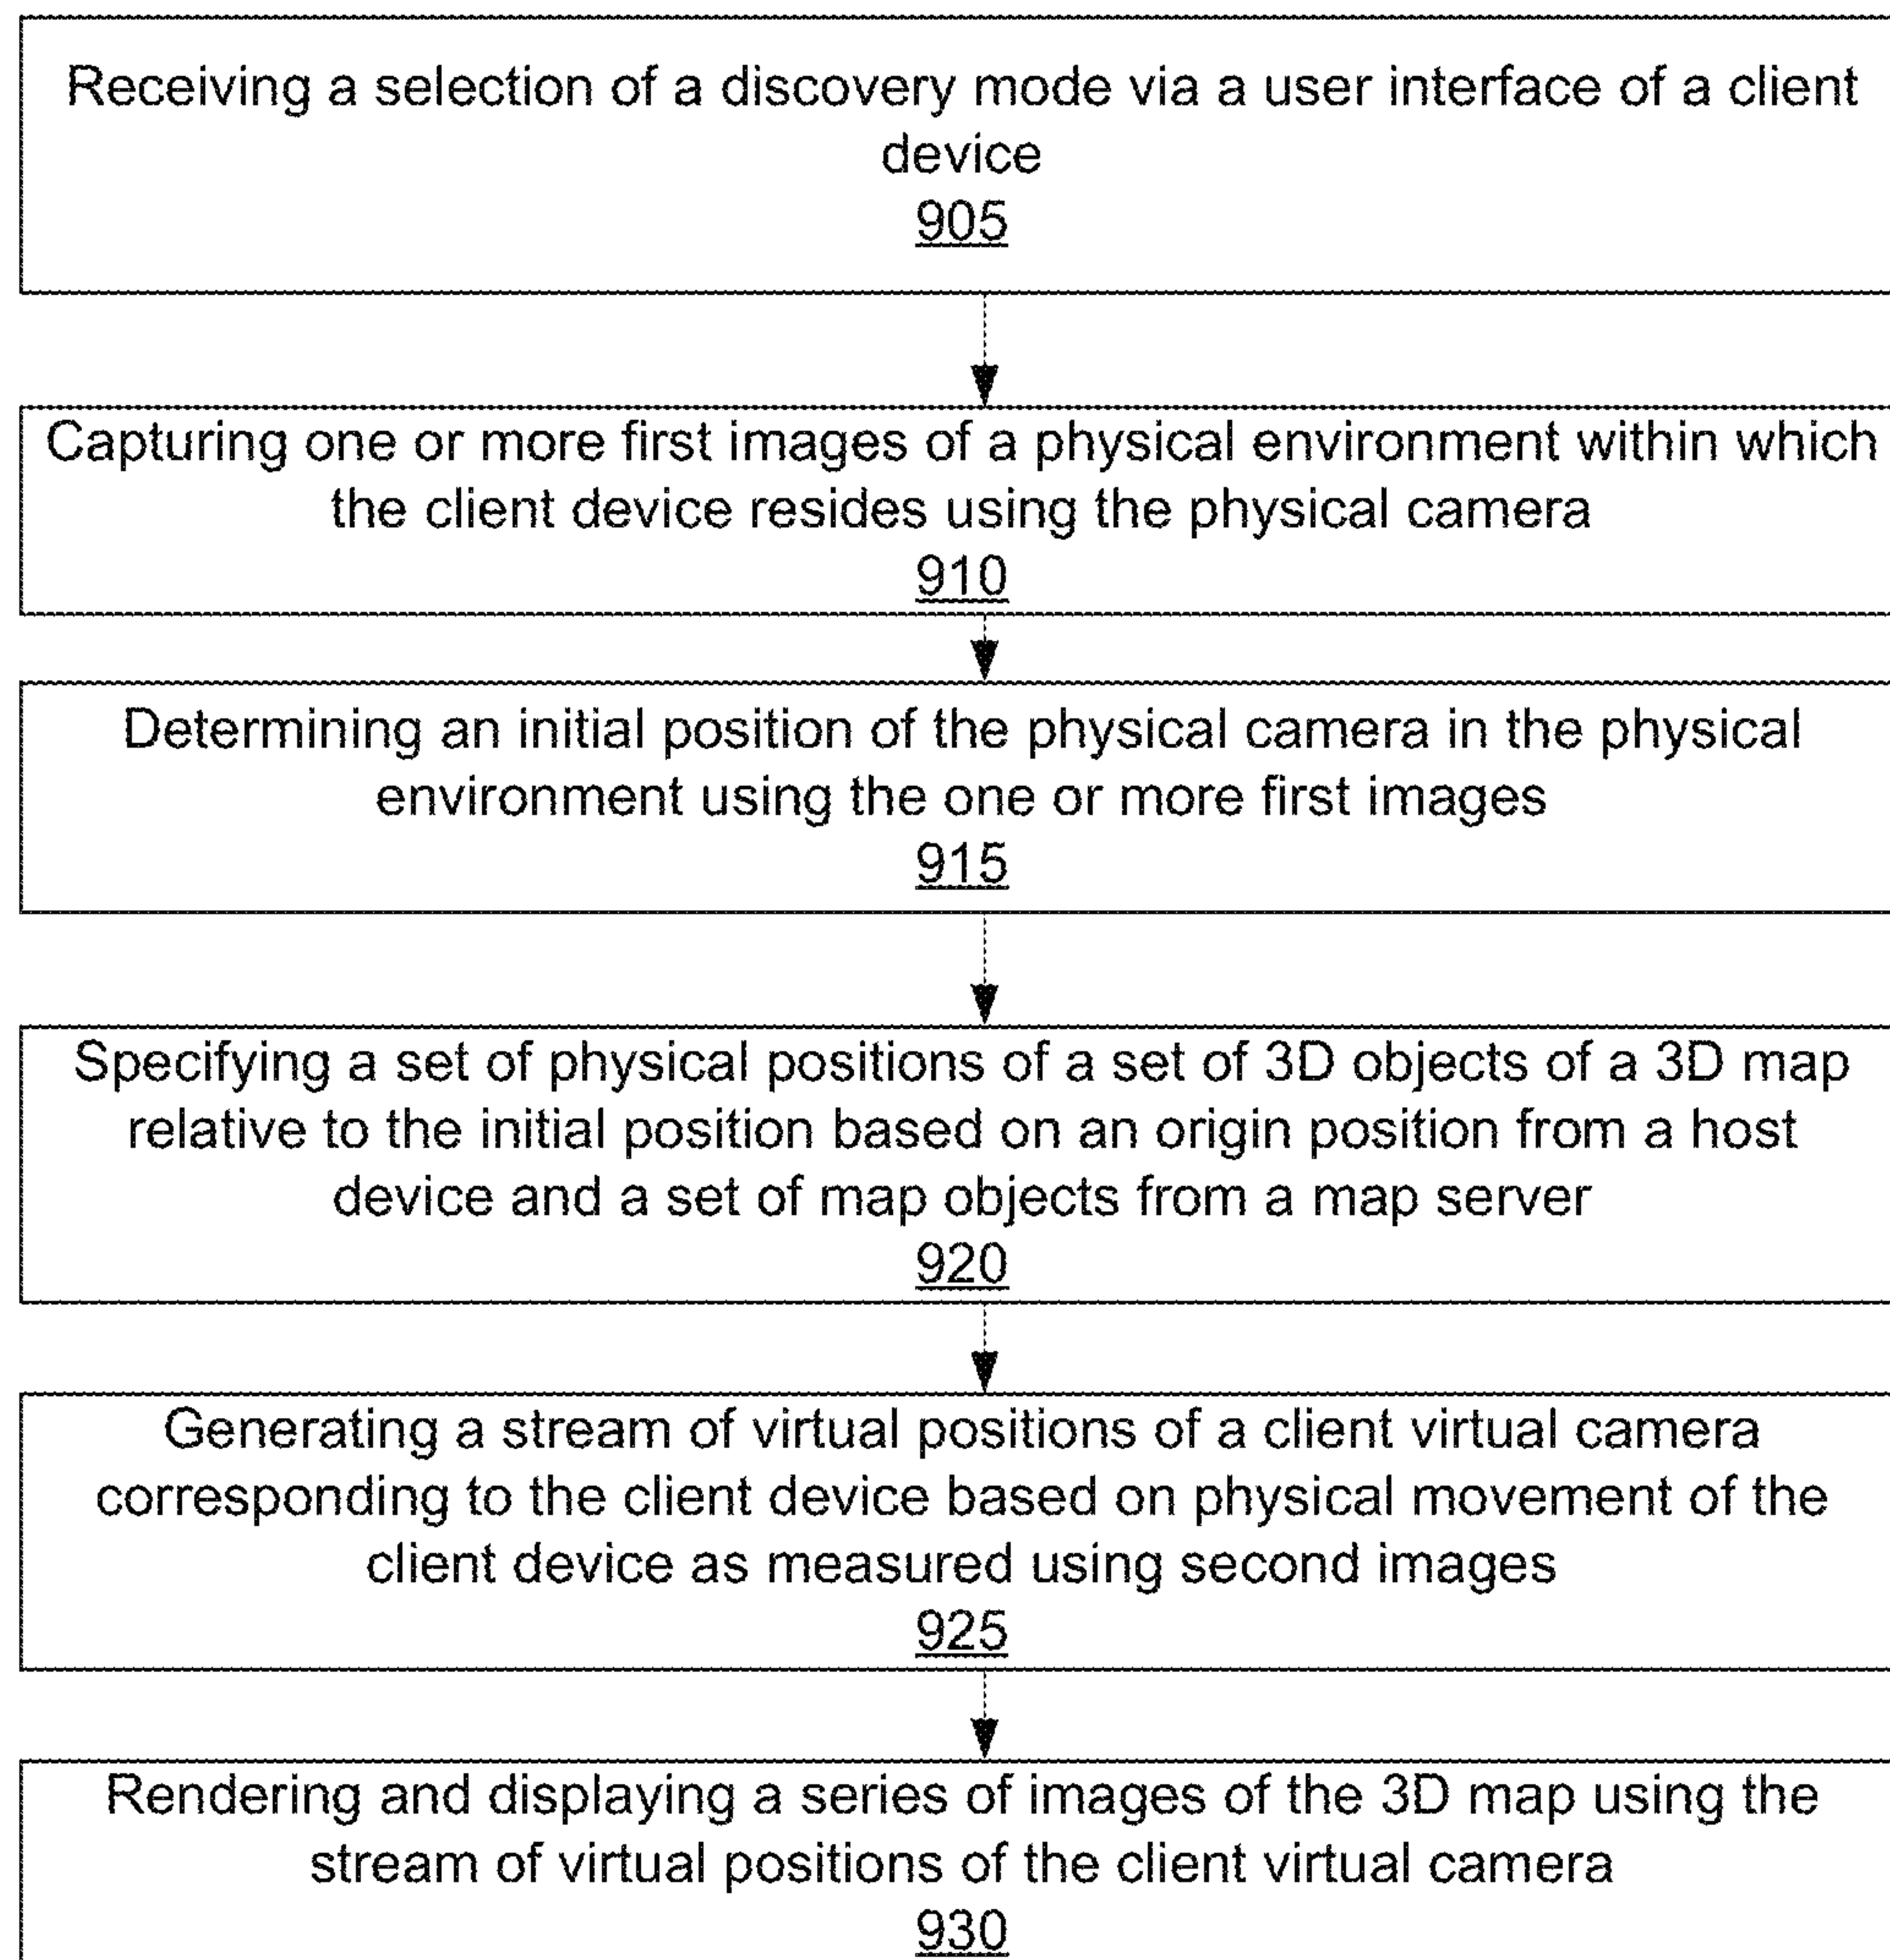 Receiving a selection of a discovery mode via a user interface of a client
device
905
Capturing one or more first images of a physical environment within which
the client device resides using the physical camera
910
Determining an initial position of the physical camera in the physical
environment using the one or more first images
915
Specifying a set of physical positions of a set of 3D objects of a 3D map
relative to the initial position based on an origin position from a host
device and a set of map objects from a map server
920
Generating a stream of virtual positions of a client virtual camera
corresponding to the client device based on physical movement of the
client device as measured using second images
925
Rendering and displaying a series of images of the 3D map using the
stream of virtual positions of the client virtual camera
930